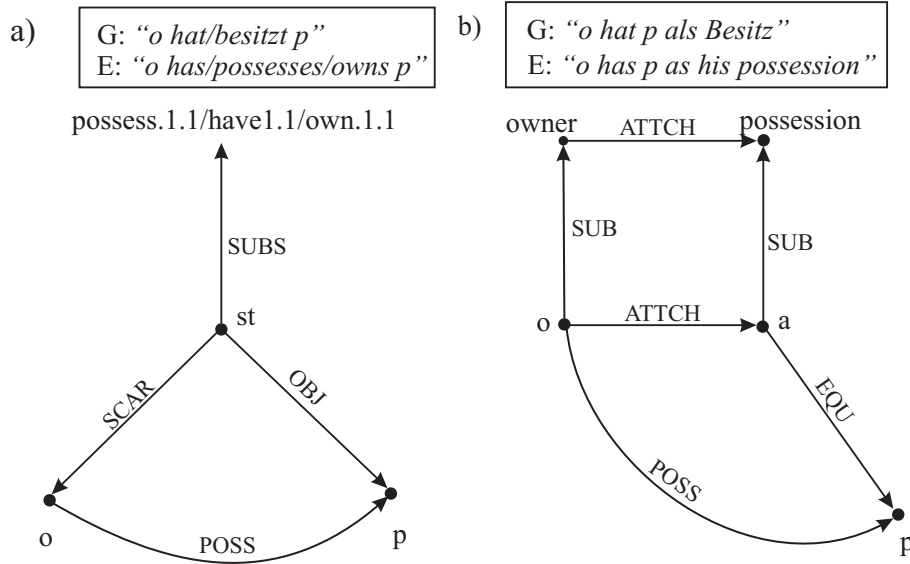 a)
G: “o hat/besitzt p”
E: “o has/possesses/owns p”
possess.1.1/have1.1/own.1.1
SUBS
st
SCAR
OBJ
o
p
POSS
b)
G: “o hat p als Besitz”
E: “o has p as his possession”
owner
ATTCH
possession
SUB
SUB
o
ATTCH
a
EQU
POSS
p